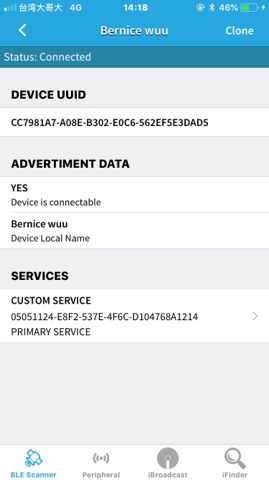 台湾大哥大 4G 14:18 46%
Bernice wuu Clone
Status: Connected
DEVICE UUID
CC7981A7-A08E-B302-E0C6-562EF5E3DAD5
ADVERTIMENT DATA
YES
Device is connectable
Bernice wuu
Device Local Name
SERVICES
CUSTOM SERVICE
05051124-E8F2-537E-4F6C-D104768A1214
PRIMARY SERVICE
BLE Scanner Peripheral iBroadcast iFinder